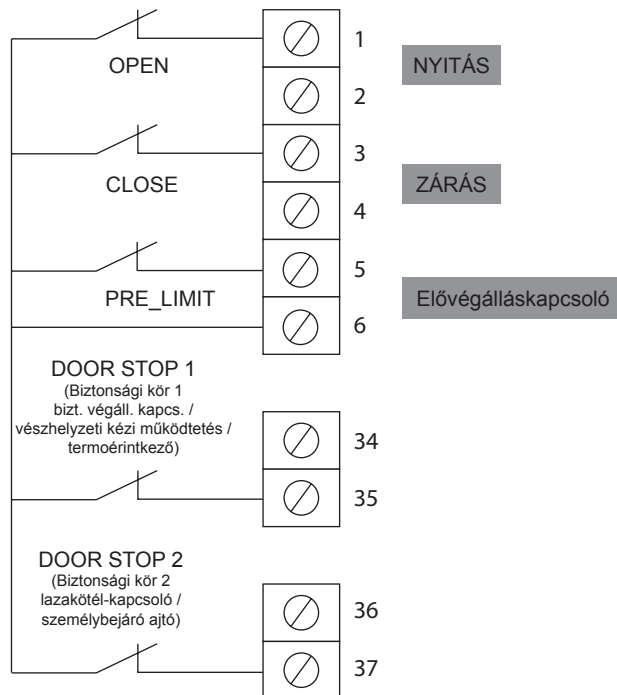 1
OPEN
NYITÁS
2
3
CLOSE
ZÁRÁS
4
5
PRE_LIMIT
Elővégálláskapcsoló
6
DOOR STOP 1
(Biztonsági kör 1
bizt. végáll. kapcs. /
vészhelyzeti kézi működtetés /
termoérintkező)
34
35
DOOR STOP 2
(Biztonsági kör 2
lazakötél-kapcsoló /
személybejáró ajtó)
36
37